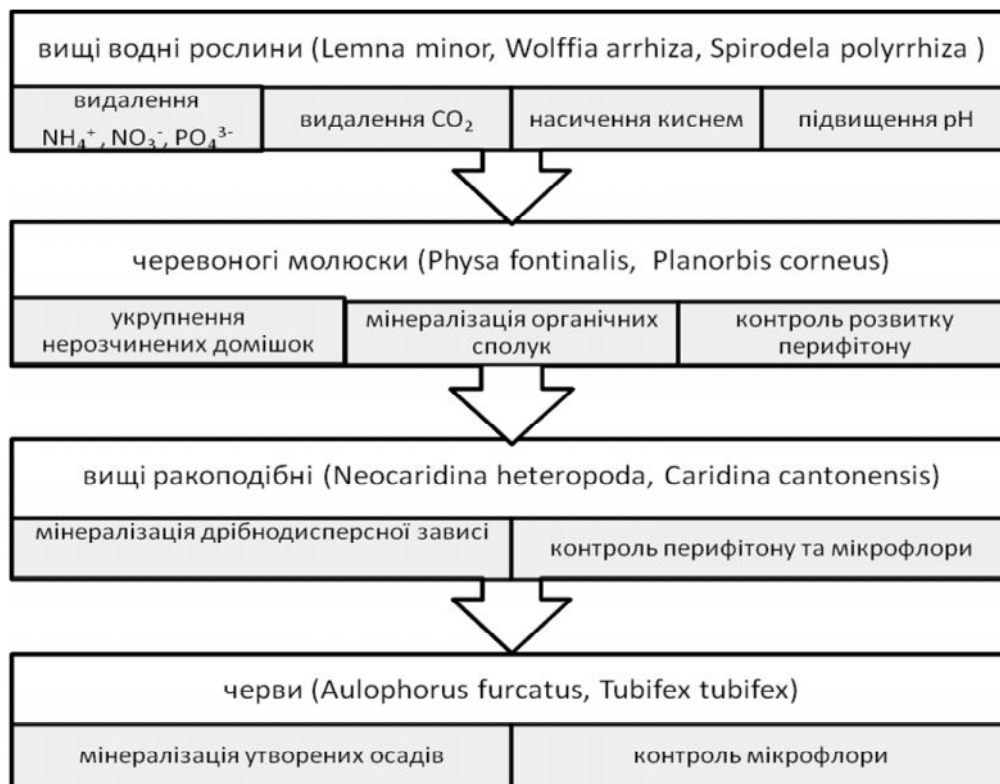 вищі водні рослини (Lemna minor, Wolffia arrhiza, Spirodela polyrrhiza )
видалення
NH₄⁺, NO₃⁻, PO₄³⁻
видалення CO₂
насичення киснем
підвищення pH
черевоногі молюски (Physa fontinalis, Planorbis corneus)
укрупнення
нерозчинених домішок
мінералізація органічних
сполук
контроль розвитку
перифітону
вищі ракоподібні (Neocaridina heteropoda, Caridina cantonensis)
мінералізація дрібнодисперсної зависі
контроль перифітону та мікрофлори
черви (Aulophorus furcatus, Tubifex tubifex)
мінералізація утворених осадів
контроль мікрофлори